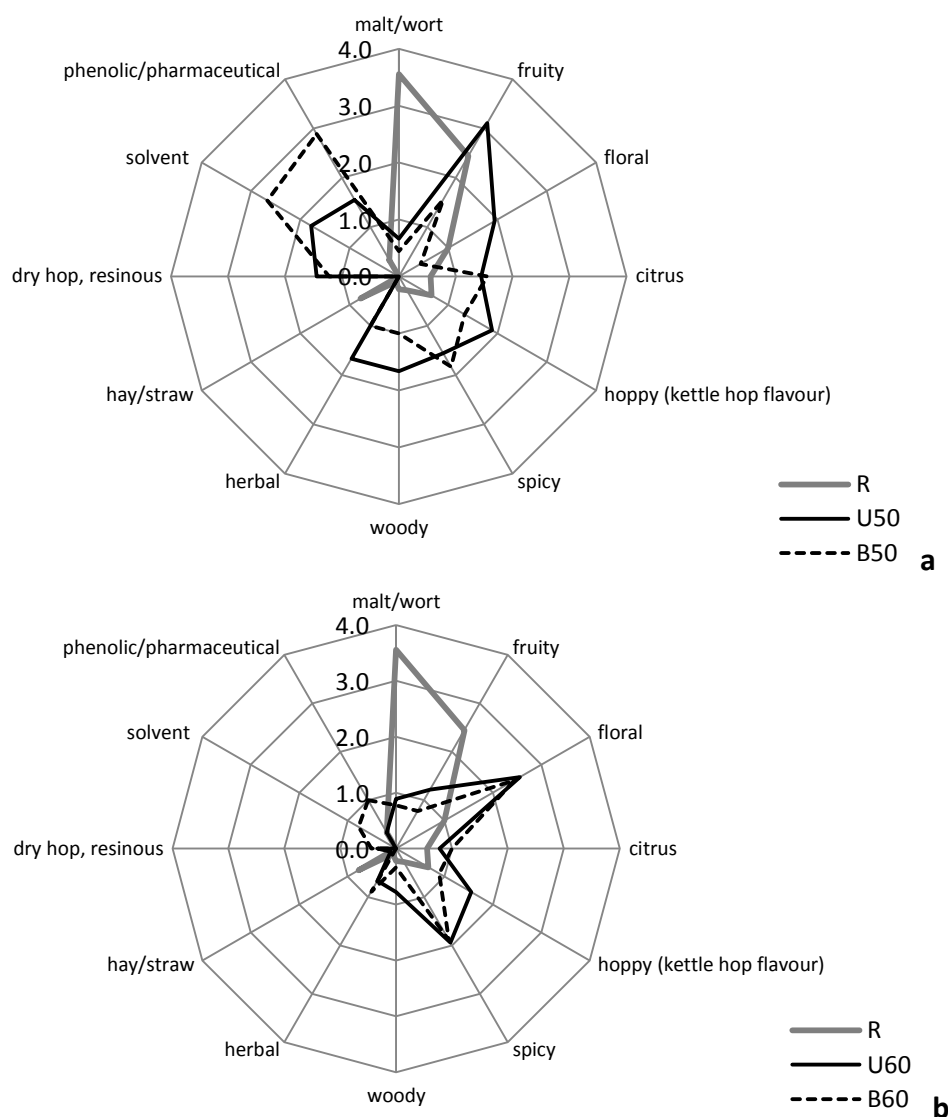 malt/wort
4.0
phenolic/pharmaceutical
fruity
3.0
solvent
floral
2.0
1.0
dry hop, resinous
0.0
citrus
hay/straw
hoppy (kettle hop flavour)
herbal
spicy
woody
R
U50
B50
a
malt/wort
4.0
phenolic/pharmaceutical
fruity
3.0
solvent
floral
2.0
1.0
dry hop, resinous
0.0
citrus
hay/straw
hoppy (kettle hop flavour)
herbal
spicy
woody
R
U60
B60
b